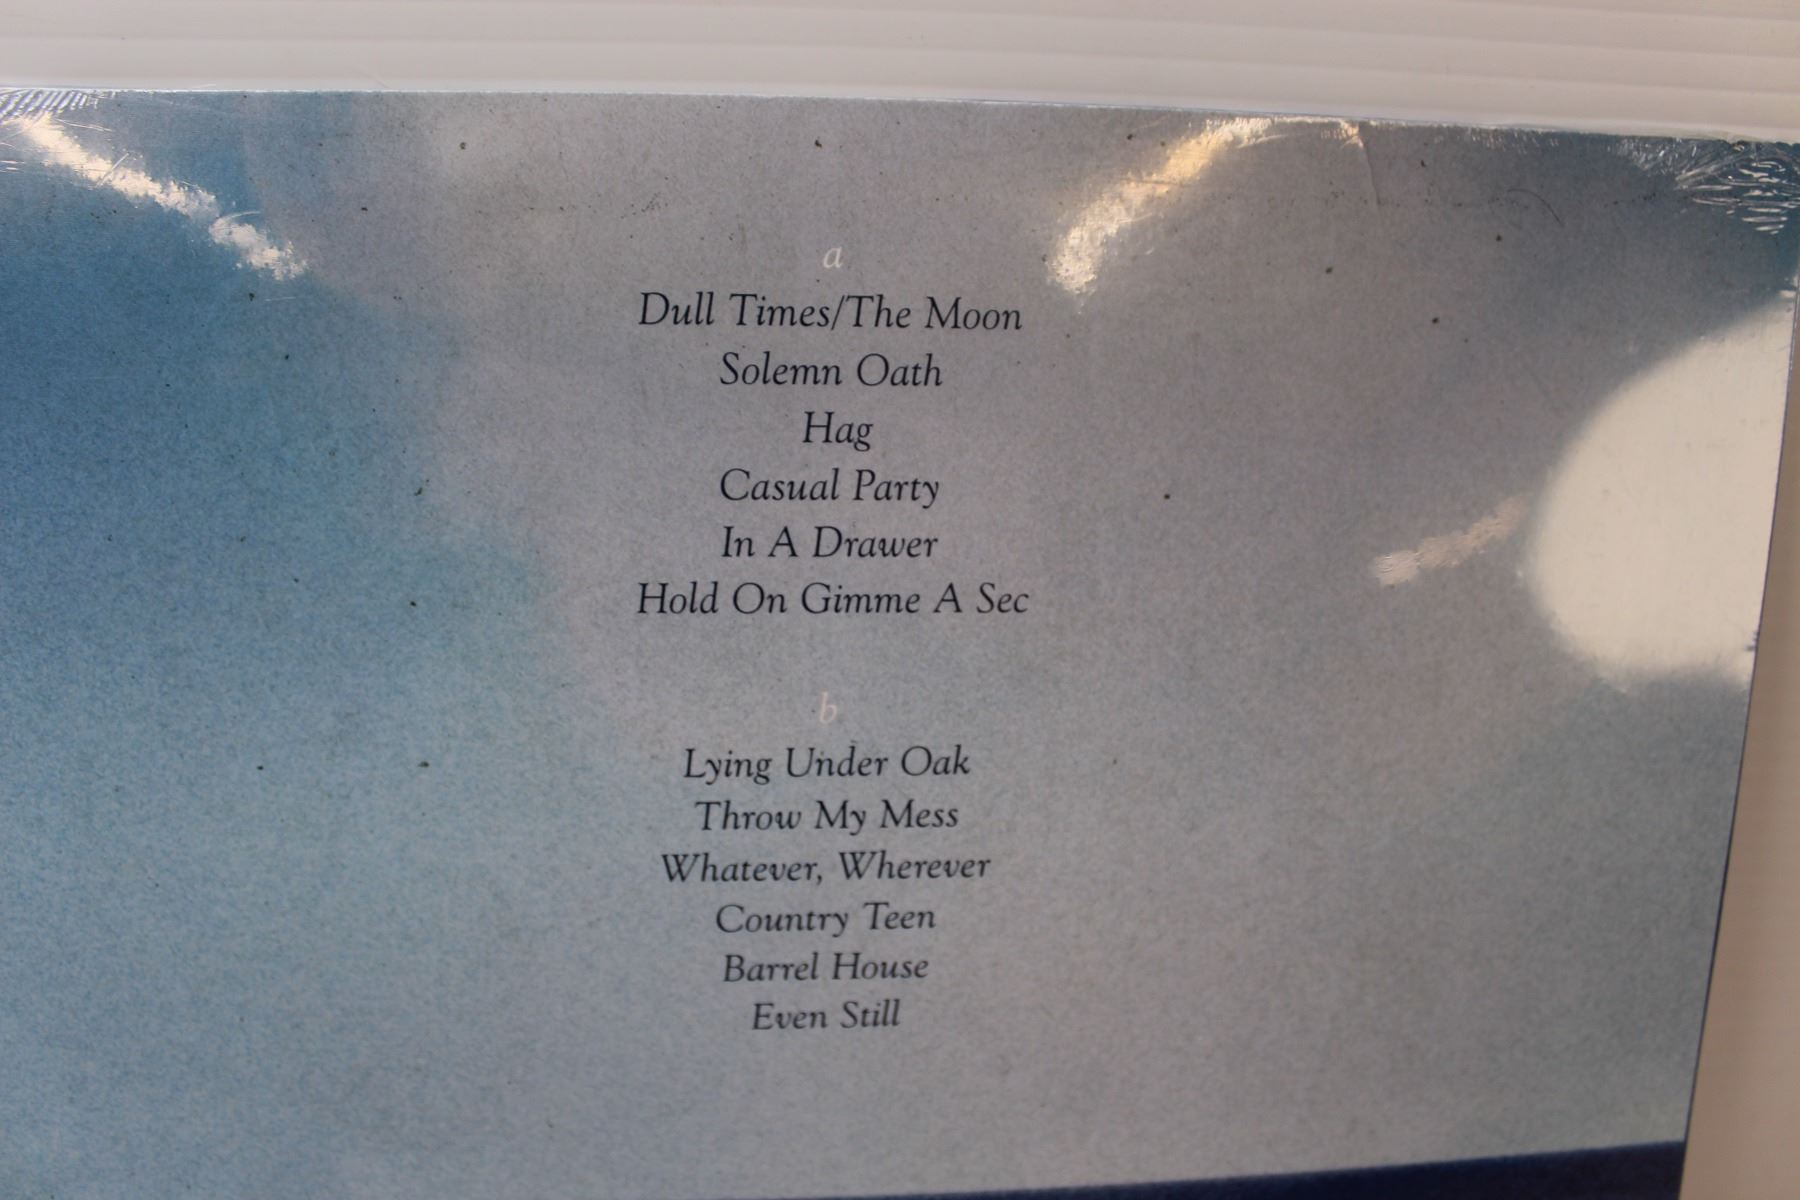 a
Dull Times/The Moon
Solemn Oath
Hag
Casual Party
In A Drawer
Hold On Gimme A Sec
b
Lying Under Oak
Throw My Mess
Whatever, Wherever
Country Teen
Barrel House
Even Still